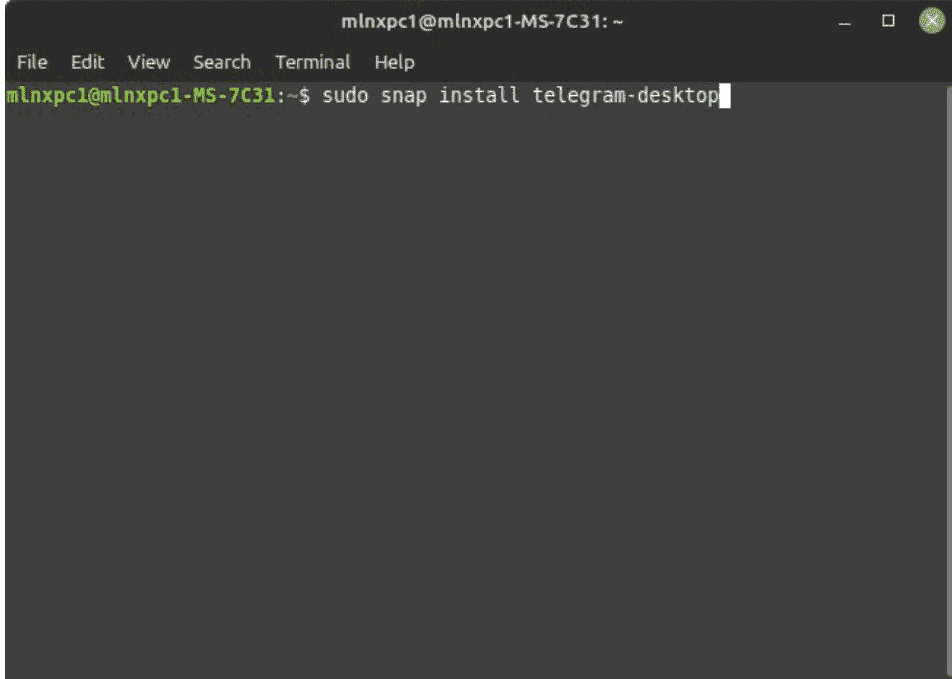 mlnxpc1@mlnxpc1-MS-7C31: ~
File Edit View Search Terminal Help
mlnxpc1@mlnxpc1-MS-7C31:~$ sudo snap install telegram-desktop